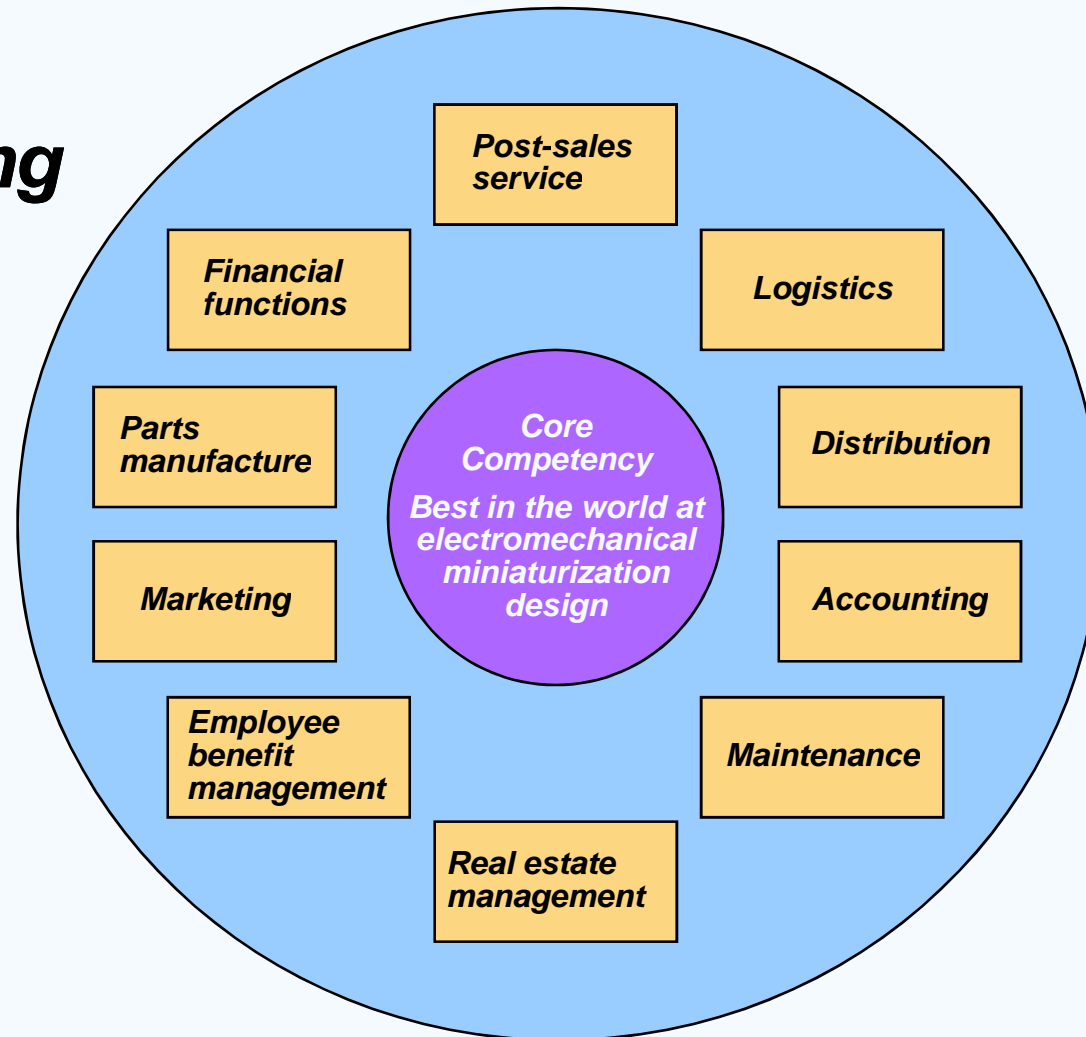 ng
Post-sales
service
Financial
functions
Logistics
Parts
manufacture
Core
Competency
Best in the world at
electromechanical
miniaturization
design
Distribution
Marketing
Accounting
Employee
benefit
management
Maintenance
Real estate
management